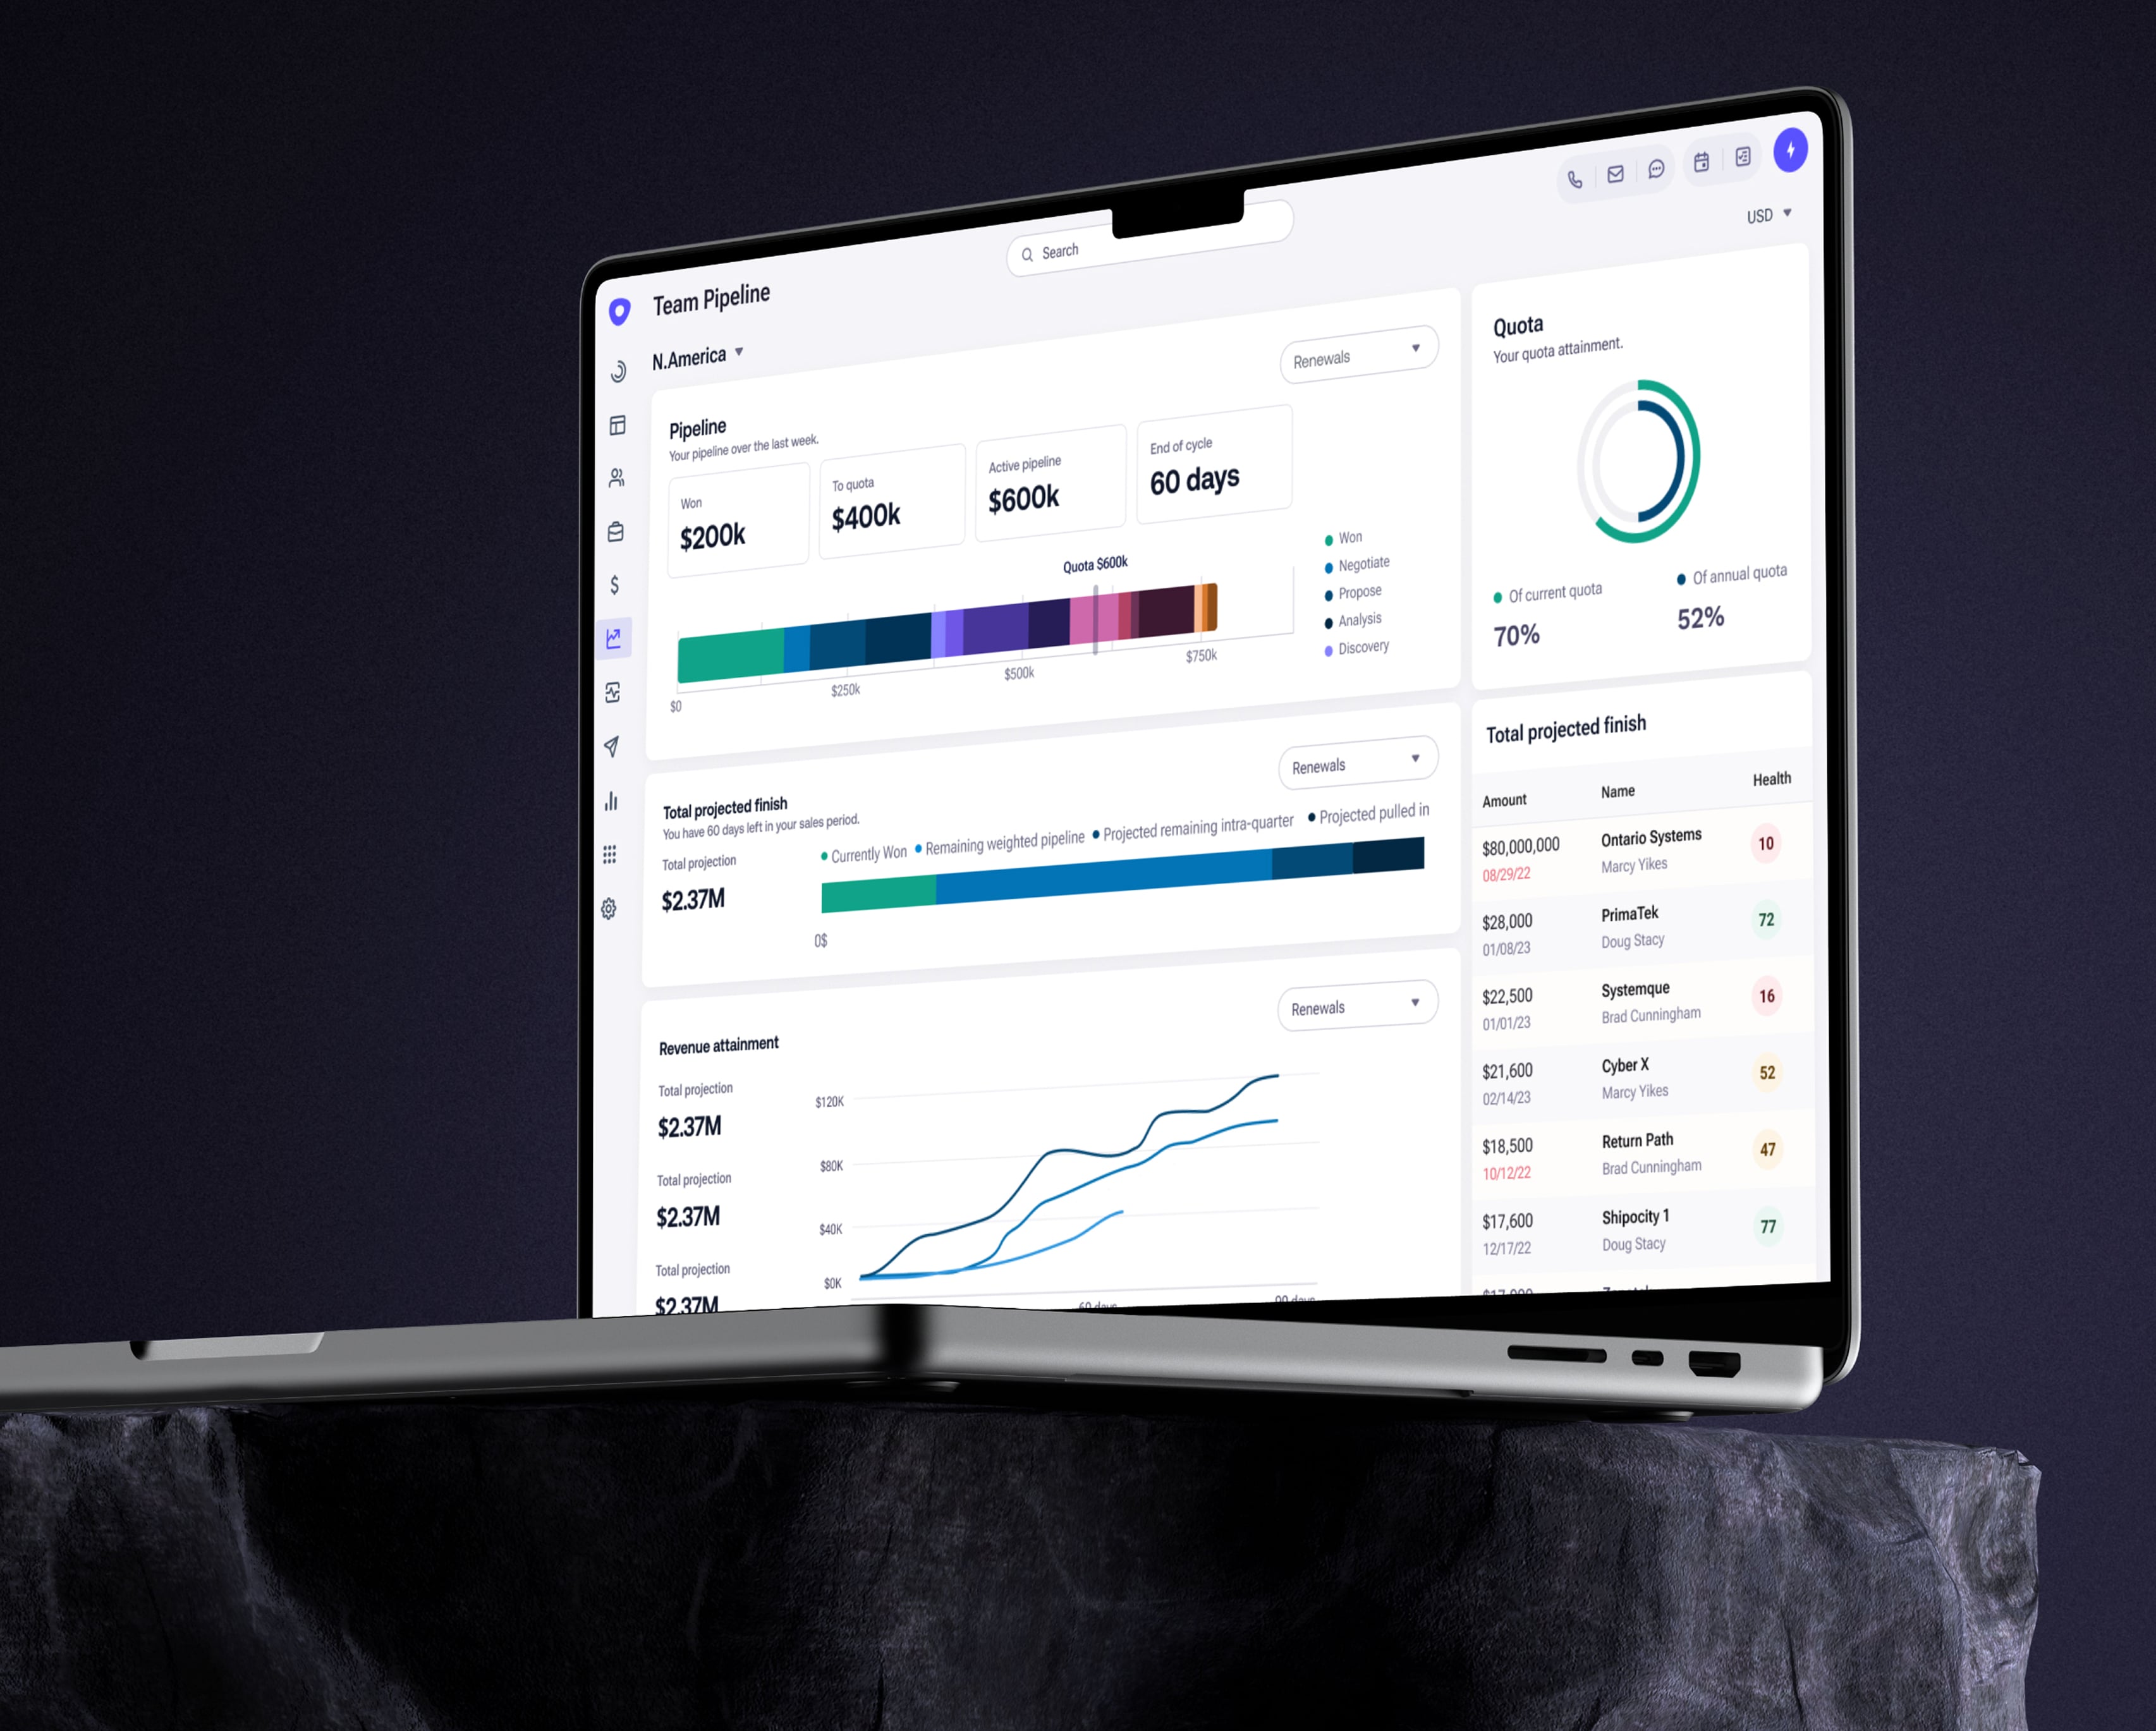 Search
USD
Team Pipeline
N.America
Renewals
Pipeline
Your pipeline over the last week.
Won
$200k
To quota
$400k
Active pipeline
$600k
End of cycle
60 days
Quota $600k
$0
$250k
$500k
$750k
Won
Negotiate
Propose
Analysis
Discovery
Quota
Your quota attainment.
Of current quota
70%
Of annual quota
52%
Renewals
Total projected finish
You have 60 days left in your sales period.
Total projection
$2.37M
Currently Won
Remaining weighted pipeline
Projected remaining intra-quarter
Projected pulled in
0$
Renewals
Revenue attainment
Total projection
$2.37M
Total projection
$2.37M
Total projection
$2.37M
$120K
$80K
$40K
$0K
60 days
90 days
Total projected finish
Amount Name Health
$80,000,000 Ontario Systems 10
08/29/22 Marcy Yikes
$28,000 PrimaTek 72
01/08/23 Doug Stacy
$22,500 Systemque 16
01/01/23 Brad Cunningham
$21,600 Cyber X 52
02/14/23 Marcy Yikes
$18,500 Return Path 47
10/12/22 Brad Cunningham
$17,600 Shipocity 1 77
12/17/22 Doug Stacy